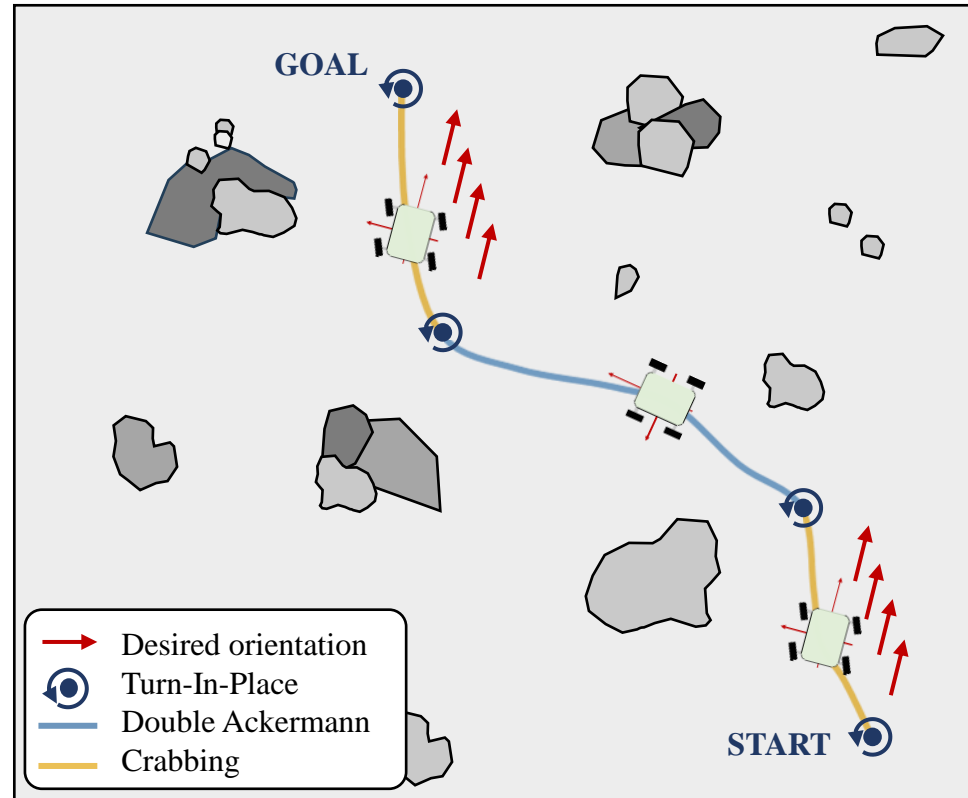 GOAL
START
Desired orientation
Turn-In-Place
Double Ackermann
Crabbing